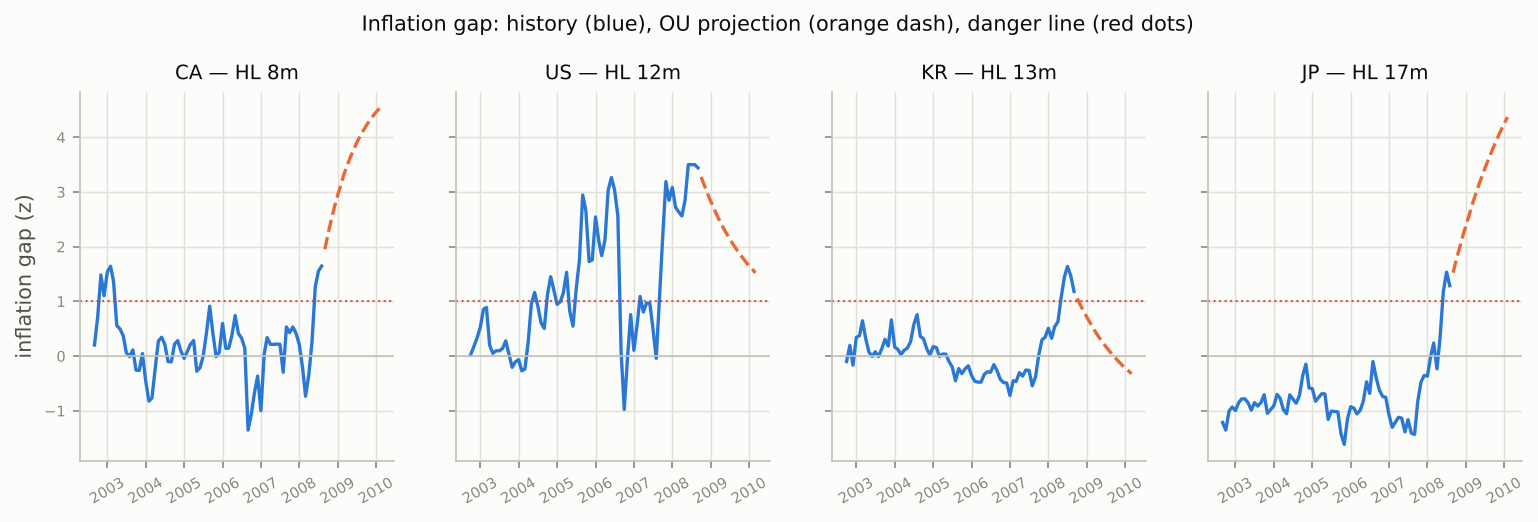 Inflation gap: history (blue), OU projection (orange dash), danger line (red dots)
CA — HL 8m
US — HL 12m
KR — HL 13m
JP — HL 17m
inflation gap (z)
4
3
2
1
0
−1
2003 2004 2005 2006 2007 2008 2009 2010
2003 2004 2005 2006 2007 2008 2009 2010
2003 2004 2005 2006 2007 2008 2009 2010
2003 2004 2005 2006 2007 2008 2009 2010